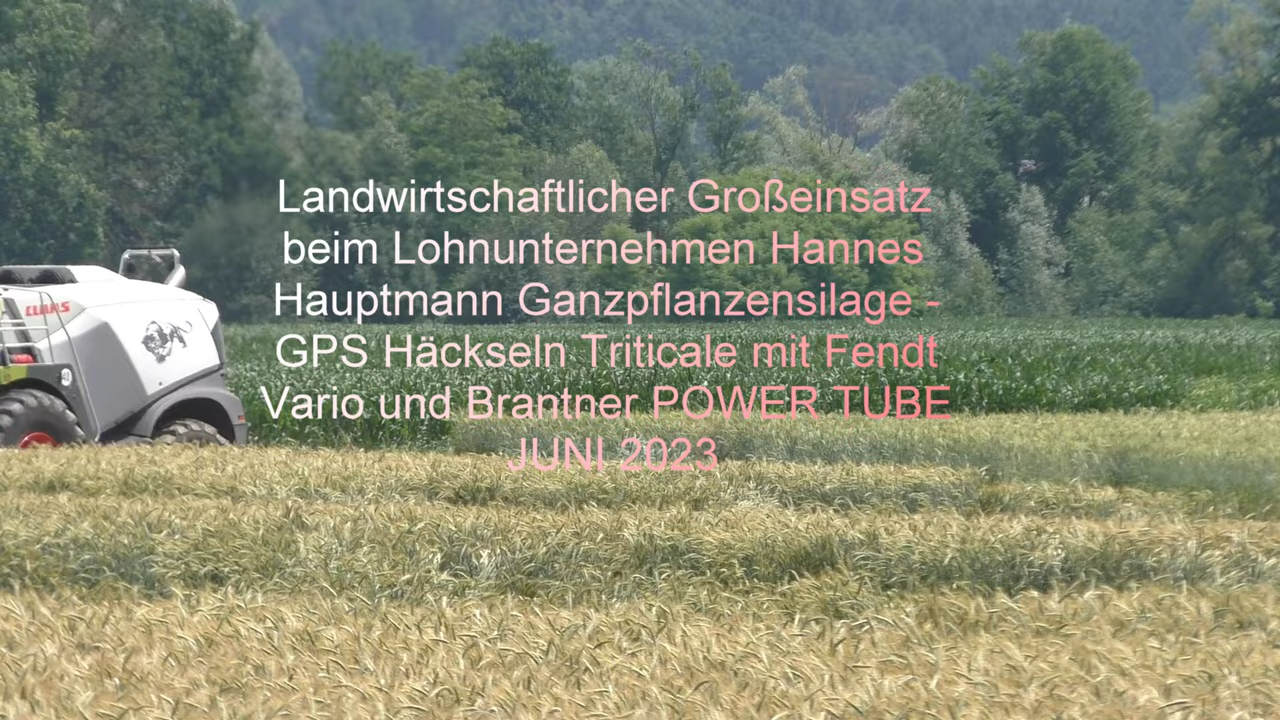 Landwirtschaftlicher Großeinsatz
beim Lohnunternehmen Hannes
Hauptmann Ganzpflanzensilage -
GPS Häckseln Triticale mit Fendt
Vario und Brantner POWER TUBE
JUNI 2023
CLAAS